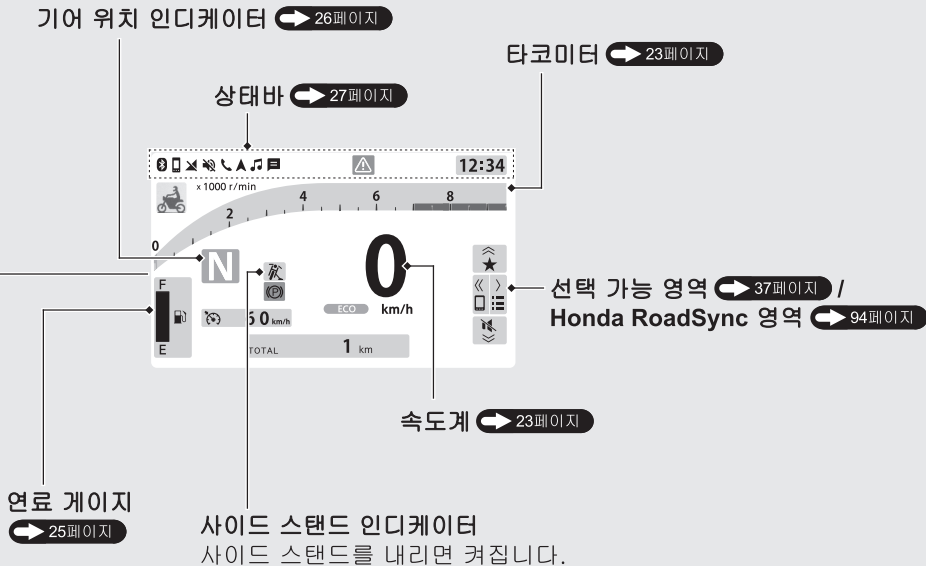 기어 위치 인디케이터 26페이지
타코미터 23페이지
상태바 27페이지
12:34
x 1000 r/min
0 2 4 6 8
N
0
F
E
P
ECO km/h
60 km/h
TOTAL 1 km
선택 가능 영역 37페이지 /
Honda RoadSync 영역 94페이지
속도계 23페이지
연료 게이지
25페이지
사이드 스탠드 인디케이터
사이드 스탠드를 내리면 켜집니다.